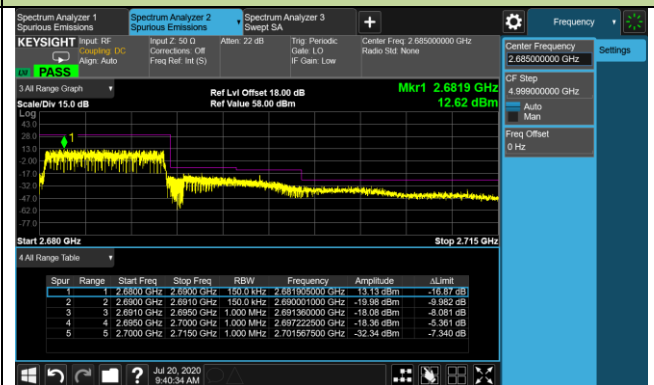 Spectrum Analyzer 1
Spurious Emissions
Spectrum Analyzer 2
Spurious Emissions
Spectrum Analyzer 3
Swept SA
+
Frequency
KEYSIGHT
Input: RF
Coupling: DC
Align: Auto
Input Z: 50 Ω
Corrections: Off
Freq Ref: Int (S)
Atten: 22 dB
Trig: Periodic
Gate: LO
IF Gain: Low
Center Freq: 2.685000000 GHz
Radio Std: None
LW
PASS
Center Frequency
2.685000000 GHz
Settings
CF Step
4.999000000 GHz
Auto
Man
Freq Offset
0 Hz
3 All Range Graph
Scale/Div 15.0 dB
Ref Lvl Offset 18.00 dB
Ref Value 58.00 dBm
Mkr1 2.6819 GHz
12.62 dBm
Log
43.0
28.0
13.0
-2.00
-17.0
-32.0
-47.0
-62.0
-77.0
1
Start 2.680 GHz
Stop 2.715 GHz
4 All Range Table
Spur Range Start Freq Stop Freq RBW Frequency Amplitude ΔLimit
1 1 2.6800 GHz 2.6900 GHz 150.0 kHz 2.681905000 GHz 13.13 dBm -16.87 dB
2 2 2.6900 GHz 2.6910 GHz 150.0 kHz 2.690001000 GHz -19.98 dBm -9.982 dB
3 3 2.6910 GHz 2.6950 GHz 1.000 MHz 2.691360000 GHz -18.08 dBm -8.081 dB
4 4 2.6950 GHz 2.7000 GHz 1.000 MHz 2.697222500 GHz -18.36 dBm -5.361 dB
5 5 2.7000 GHz 2.7150 GHz 1.000 MHz 2.701567500 GHz -32.34 dBm -7.340 dB
?
Jul 20, 2020
9:40:34 AM